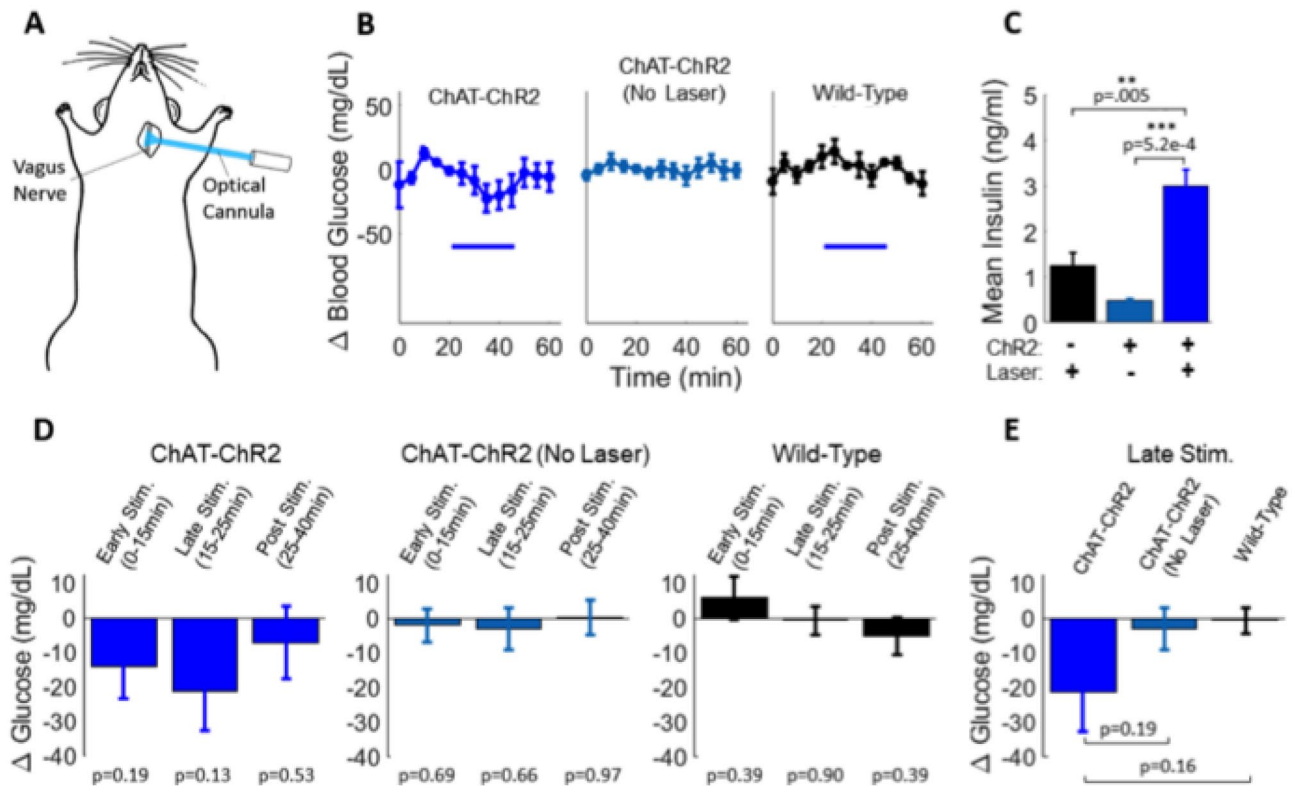 A
Vagus
Nerve
Optical
Cannula
B
Δ Blood Glucose (mg/dL)
50
0
-50
ChAT-ChR2
ChAT-ChR2
(No Laser)
Wild-Type
0 20 40 60
0 20 40 60
0 20 40 60
Time (min)
C
Mean Insulin (ng/ml)
5
4
3
2
1
0
**
p=.005
***
p=5.2e-4
ChR2: - + +
Laser: + - +
D
ChAT-ChR2
Early Stim.
(0-15min)
Late Stim.
(15-25min)
Post Stim.
(25-40min)
Δ Glucose (mg/dL)
10
0
-10
-20
-30
-40
p=0.19 p=0.13 p=0.53
ChAT-ChR2 (No Laser)
Early Stim.
(0-15min)
Late Stim.
(15-25min)
Post Stim.
(25-40min)
10
0
-10
-20
-30
-40
p=0.69 p=0.66 p=0.97
Wild-Type
Early Stim.
(0-15min)
Late Stim.
(15-25min)
Post Stim.
(25-40min)
10
0
-10
-20
-30
-40
p=0.39 p=0.90 p=0.39
E
Late Stim.
ChAT-ChR2
ChAT-ChR2
(No Laser)
Wild-Type
Δ Glucose (mg/dL)
10
0
-10
-20
-30
-40
p=0.19
p=0.16